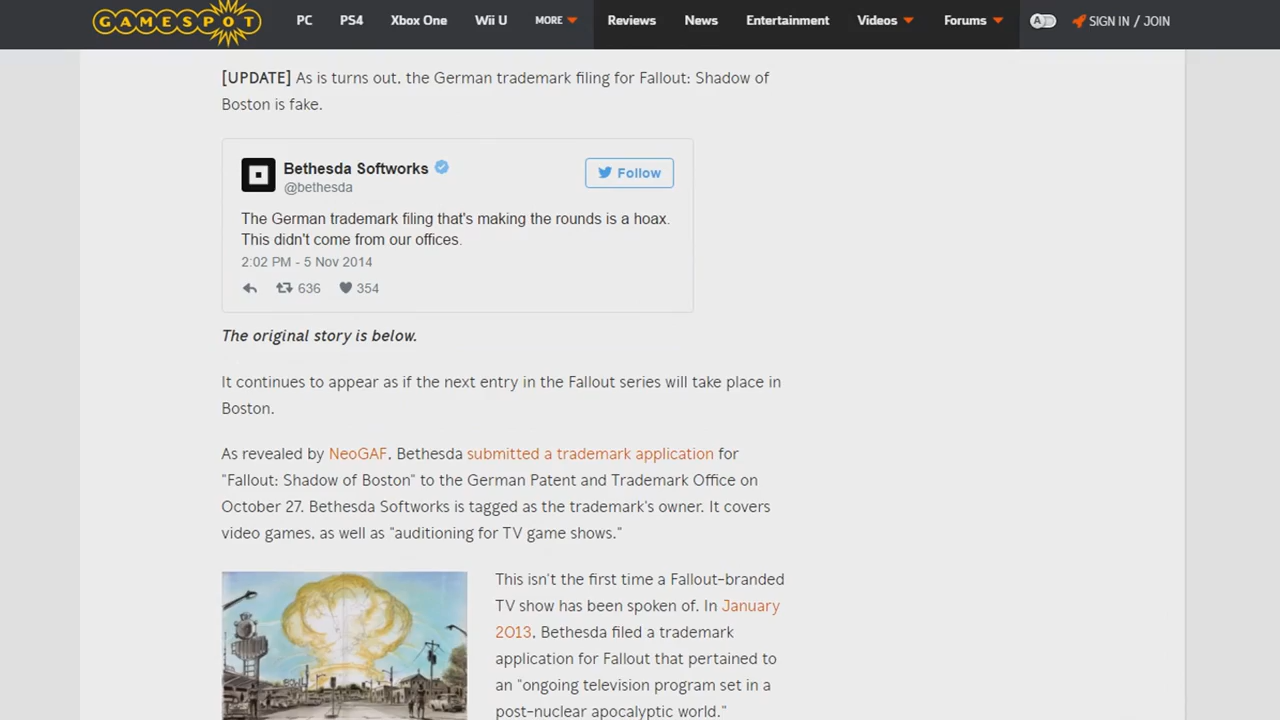 GAMESPOT PC PS4 Xbox One Wii U MORE Reviews News Entertainment Videos Forums A SIGN IN / JOIN
[UPDATE] As is turns out, the German trademark filing for Fallout: Shadow of
Boston is fake.
Bethesda Softworks
@bethesda
Follow
The German trademark filing that's making the rounds is a hoax.
This didn't come from our offices.
2:02 PM - 5 Nov 2014
636 354
The original story is below.
It continues to appear as if the next entry in the Fallout series will take place in
Boston.
As revealed by NeoGAF, Bethesda submitted a trademark application for
"Fallout: Shadow of Boston" to the German Patent and Trademark Office on
October 27. Bethesda Softworks is tagged as the trademark's owner. It covers
video games, as well as "auditioning for TV game shows."
This isn't the first time a Fallout-branded
TV show has been spoken of. In January
2013, Bethesda filed a trademark
application for Fallout that pertained to
an "ongoing television program set in a
post-nuclear apocalyptic world."